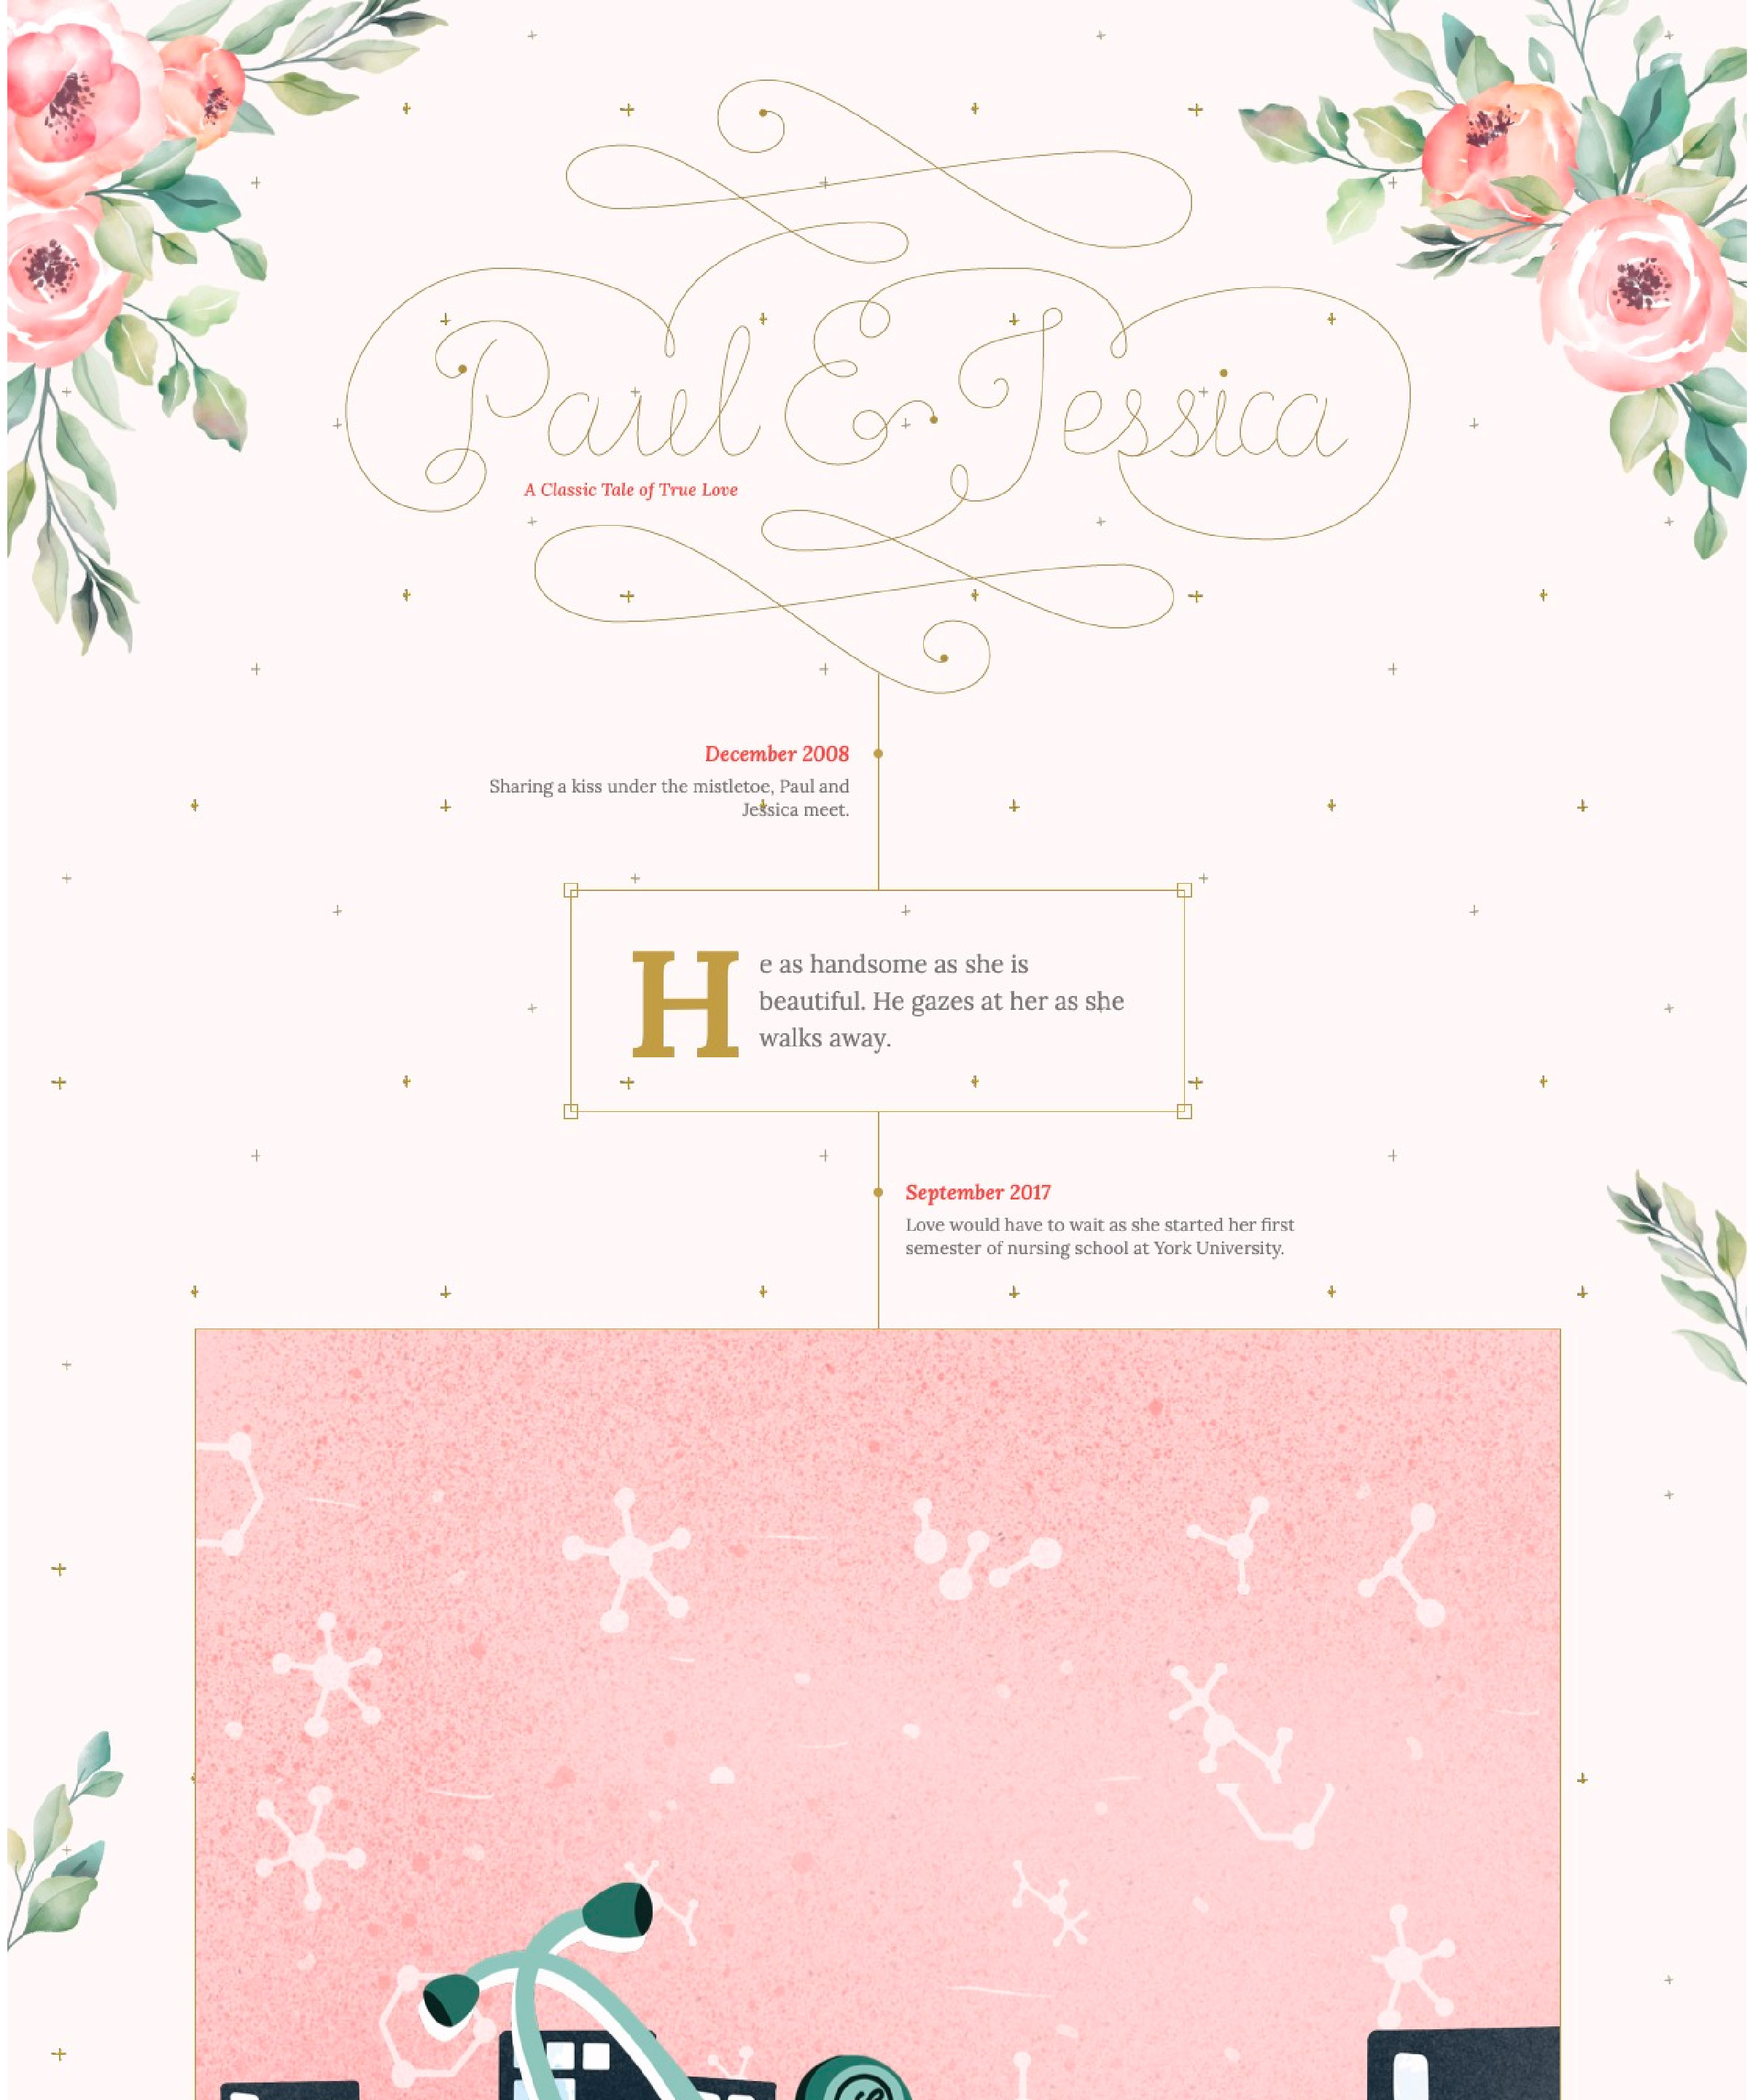 Paul & Jessica
A Classic Tale of True Love
December 2008
Sharing a kiss under the mistletoe, Paul and
Jessica meet.
He as handsome as she is
beautiful. He gazes at her as she
walks away.
September 2017
Love would have to wait as she started her first
semester of nursing school at York University.